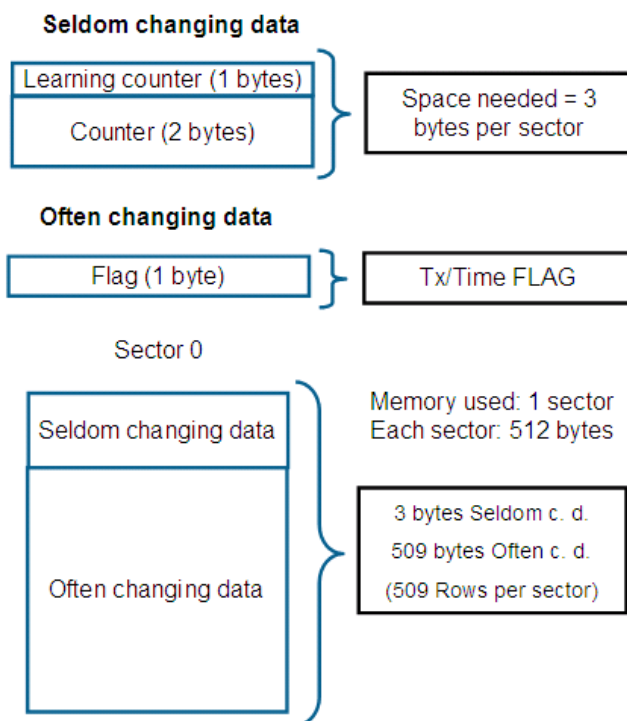 Seldom changing data
Learning counter (1 bytes)
Counter (2 bytes)
Space needed = 3
bytes per sector
Often changing data
Flag (1 byte)
Tx/Time FLAG
Sector 0
Seldom changing data
Often changing data
Memory used: 1 sector
Each sector: 512 bytes
3 bytes Seldom c. d.
509 bytes Often c. d.
(509 Rows per sector)